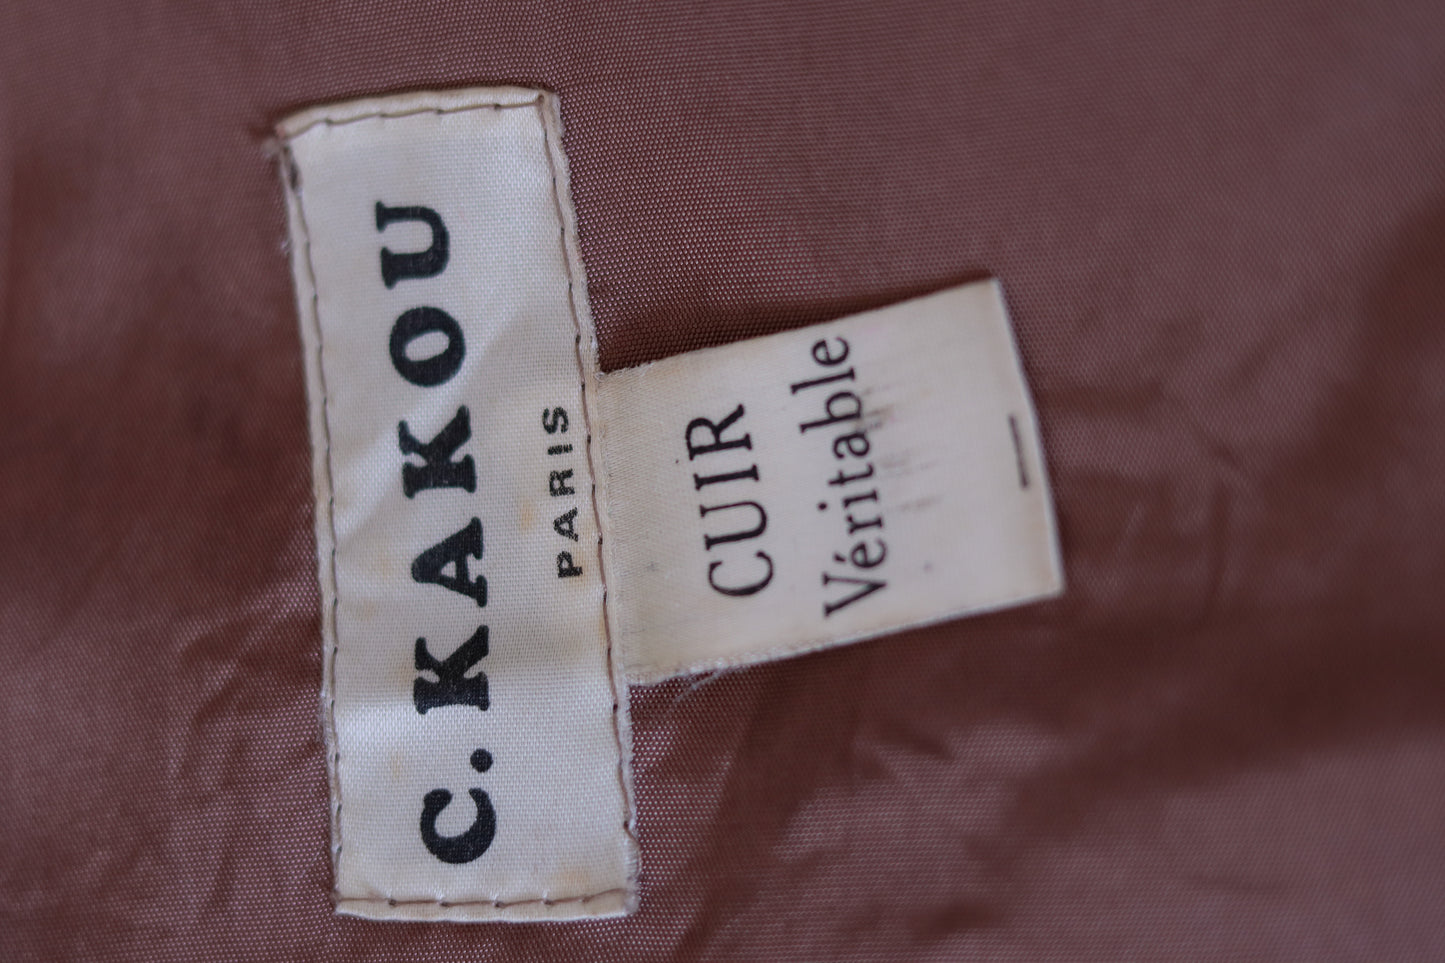 C. KAKOU
PARIS
CUIR
Véritable